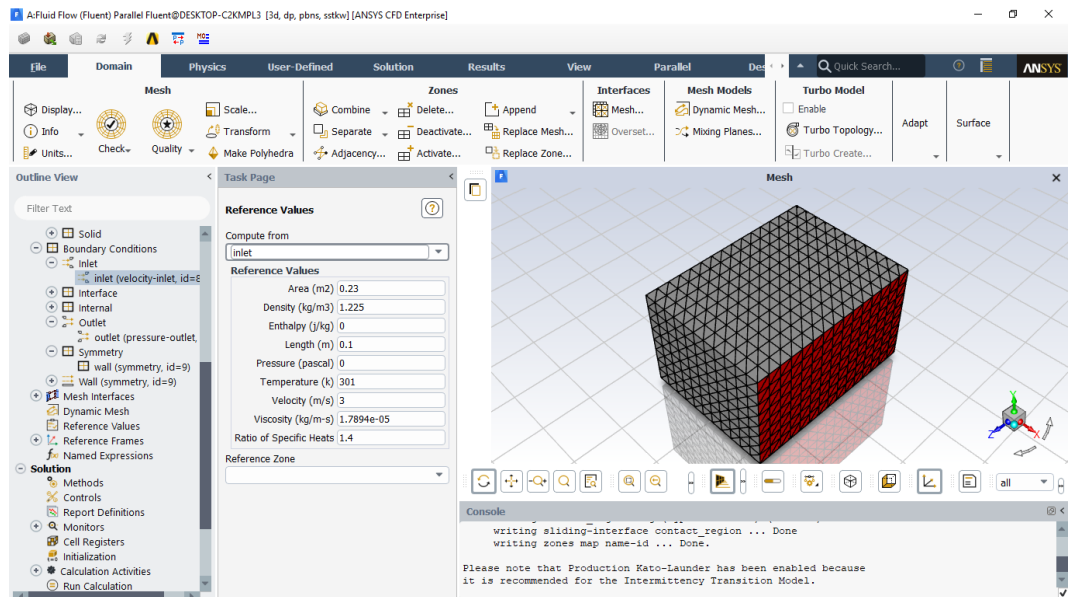 A:Fluid Flow (Fluent) Parallel Fluent@DESKTOP-C2KMPL3 [3d, dp, pbns, sstkw] [ANSYS CFD Enterprise]
File Domain Physics User-Defined Solution Results View Parallel Des Quick Search... ANSYS
Mesh
Display...
Info
Units...
Check
Quality
Scale...
Transform
Make Polyhedra
Zones
Combine
Separate
Adjacency...
Delete...
Deactivate...
Activate...
Append
Replace Mesh...
Replace Zone...
Interfaces
Mesh...
Overset...
Mesh Models
Dynamic Mesh...
Mixing Planes...
Turbo Model
Enable
Turbo Topology...
Turbo Create...
Adapt
Surface
Outline View
Filter Text
Solid
Boundary Conditions
Inlet
inlet (velocity-inlet, id=8
Interface
Internal
Outlet
outlet (pressure-outlet,
Symmetry
wall (symmetry, id=9)
Wall (symmetry, id=9)
Mesh Interfaces
Dynamic Mesh
Reference Values
Reference Frames
Named Expressions
Solution
Methods
Controls
Report Definitions
Monitors
Cell Registers
Initialization
Calculation Activities
Run Calculation
Task Page
Reference Values
Compute from
inlet
Reference Values
Area (m2) 0.23
Density (kg/m3) 1.225
Enthalpy (j/kg) 0
Length (m) 0.1
Pressure (pascal) 0
Temperature (k) 301
Velocity (m/s) 3
Viscosity (kg/m-s) 1.7894e-05
Ratio of Specific Heats 1.4
Reference Zone
Mesh
Y
Z X
all
Console
writing sliding-interface contact_region ... Done
writing zones map name-id ... Done.
Please note that Production Kato-Launder has been enabled because
it is recommended for the Intermittency Transition Model.